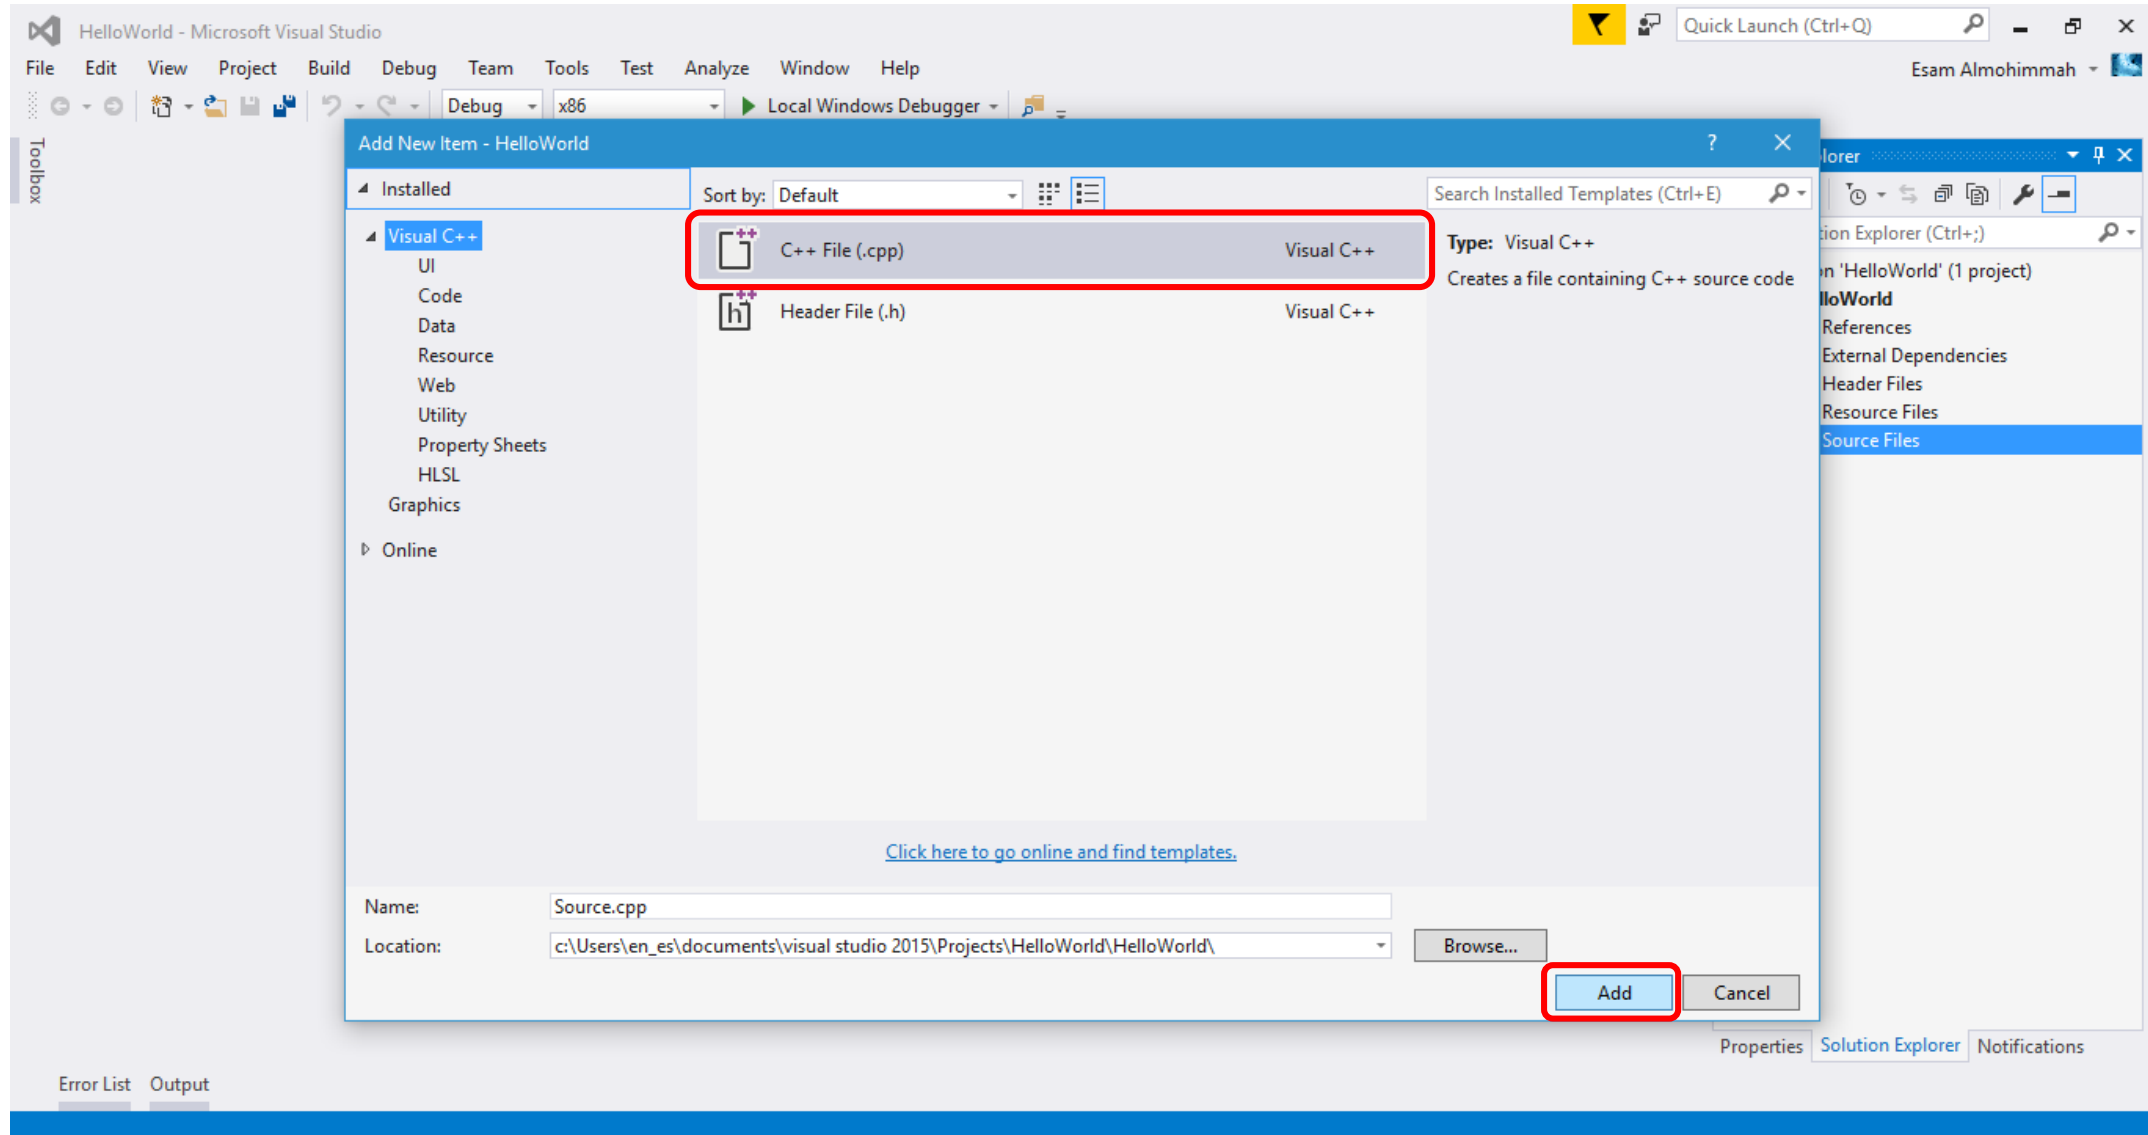 HelloWorld - Microsoft Visual Studio
Quick Launch (Ctrl+Q)
File Edit View Project Build Debug Team Tools Test Analyze Window Help
Esam Almohimmah
Debug x86 Local Windows Debugger
Toolbox
Add New Item - HelloWorld ?
Installed
Sort by: Default
Search Installed Templates (Ctrl+E)
Visual C++
UI
Code
Data
Resource
Web
Utility
Property Sheets
HLSL
Graphics
Online
C++ File (.cpp) Visual C++
Header File (.h) Visual C++
Type: Visual C++
Creates a file containing C++ source code
Click here to go online and find templates.
Name: Source.cpp
Location: c:\Users\en_es\documents\visual studio 2015\Projects\HelloWorld\HelloWorld\
Browse...
Add Cancel
lorer
tion Explorer (Ctrl+;)
on 'HelloWorld' (1 project)
lloWorld
References
External Dependencies
Header Files
Resource Files
Source Files
Properties Solution Explorer Notifications
Error List Output